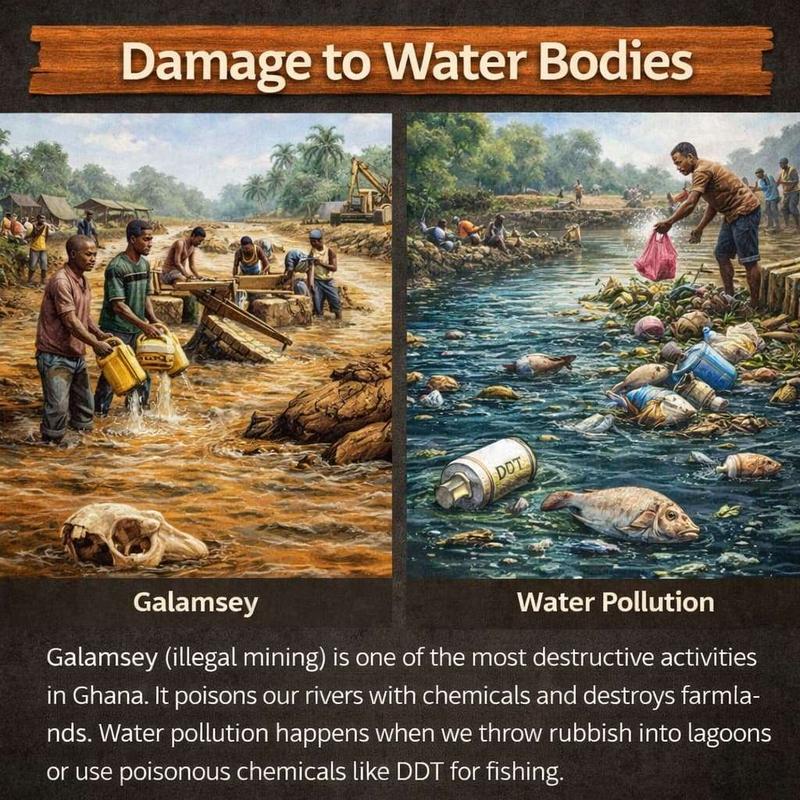 Damage to Water Bodies
DDT
Galamsey
Water Pollution
Galamsey (illegal mining) is one of the most destructive activities
in Ghana. It poisons our rivers with chemicals and destroys farmla-
nds. Water pollution happens when we throw rubbish into lagoons
or use poisonous chemicals like DDT for fishing.